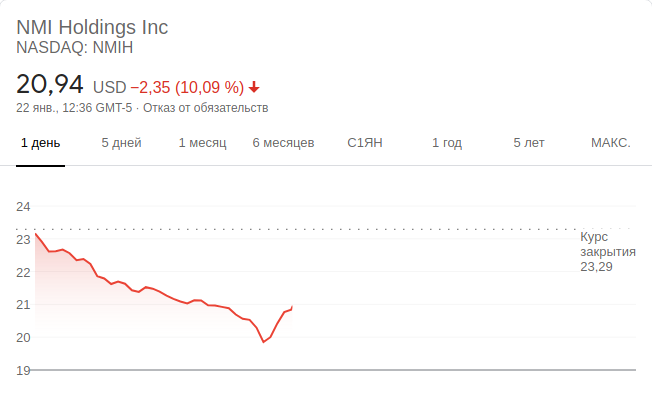 NMI Holdings Inc
NASDAQ: NMIH
20,94 USD −2,35 (10,09 %)
22 янв., 12:36 GMT-5 · Отказ от обязательств
1 день 5 дней 1 месяц 6 месяцев С1ЯН 1 год 5 лет МАКС.
24
23
22
21
20
19
Курс
закрытия
23,29